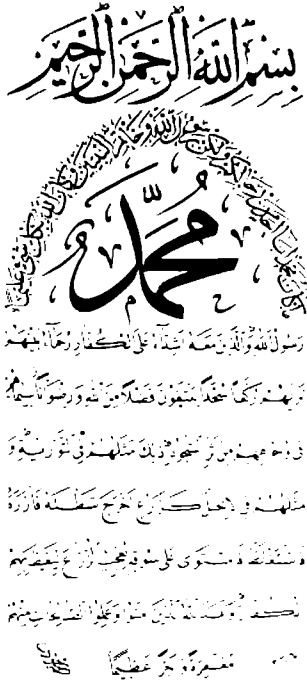 بسم الله الرحمن الرحيم
ما كان محمد ابا احد من رجالكم ولكن رسول الله وخاتم النبيين وكان الله بكل شيء عليما
محمد
رسول الله والذين معه اشداء على الكفار رحماء بينهم
تريهم ركعا سجدا يبتغون فضلا من الله ورضوانا سيماهم
في وجوههم من اثر السجود ذلك مثلهم في التورية و
مثلهم في الانجيل كزرع اخرج شطئه فآزره
فاستغلظ فاستوى على سوقه يعجب الزراع ليغيظ بهم
الكفار وعد الله الذين آمنوا وعملوا الصالحات منهم
مغفرة واجرا عظيما